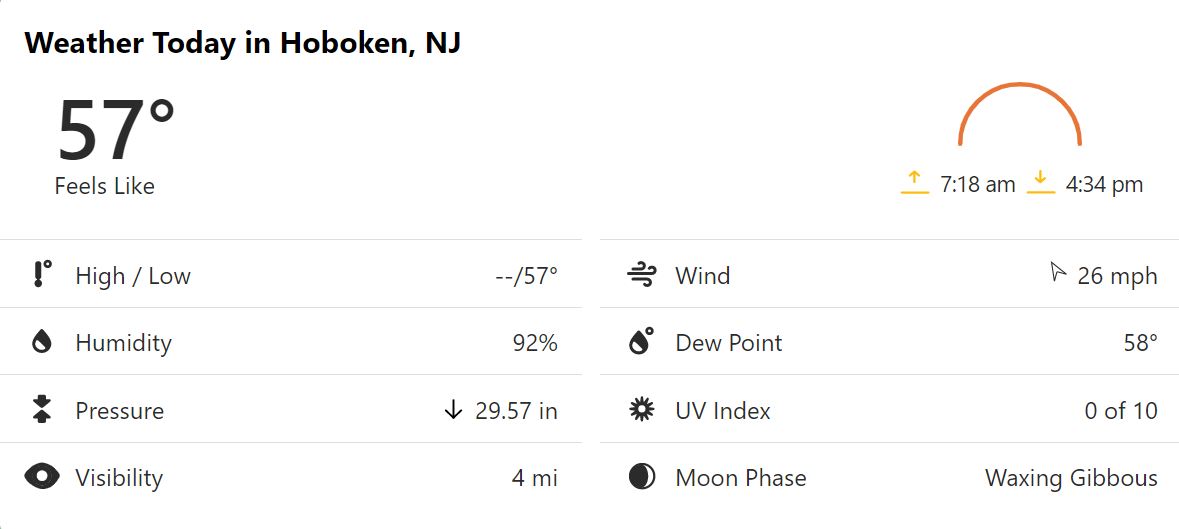 Weather Today in Hoboken, NJ
57°
Feels Like
7:18 am 4:34 pm
High / Low --/57°
Wind 26 mph
Humidity 92%
Dew Point 58°
Pressure 29.57 in
UV Index 0 of 10
Visibility 4 mi
Moon Phase Waxing Gibbous